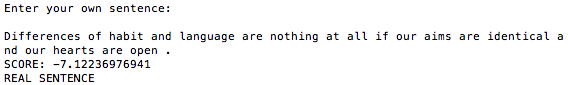 Enter your own sentence:
Differences of habit and language are nothing at all if our aims are identical a
nd our hearts are open .
SCORE: -7.12236976941
REAL SENTENCE